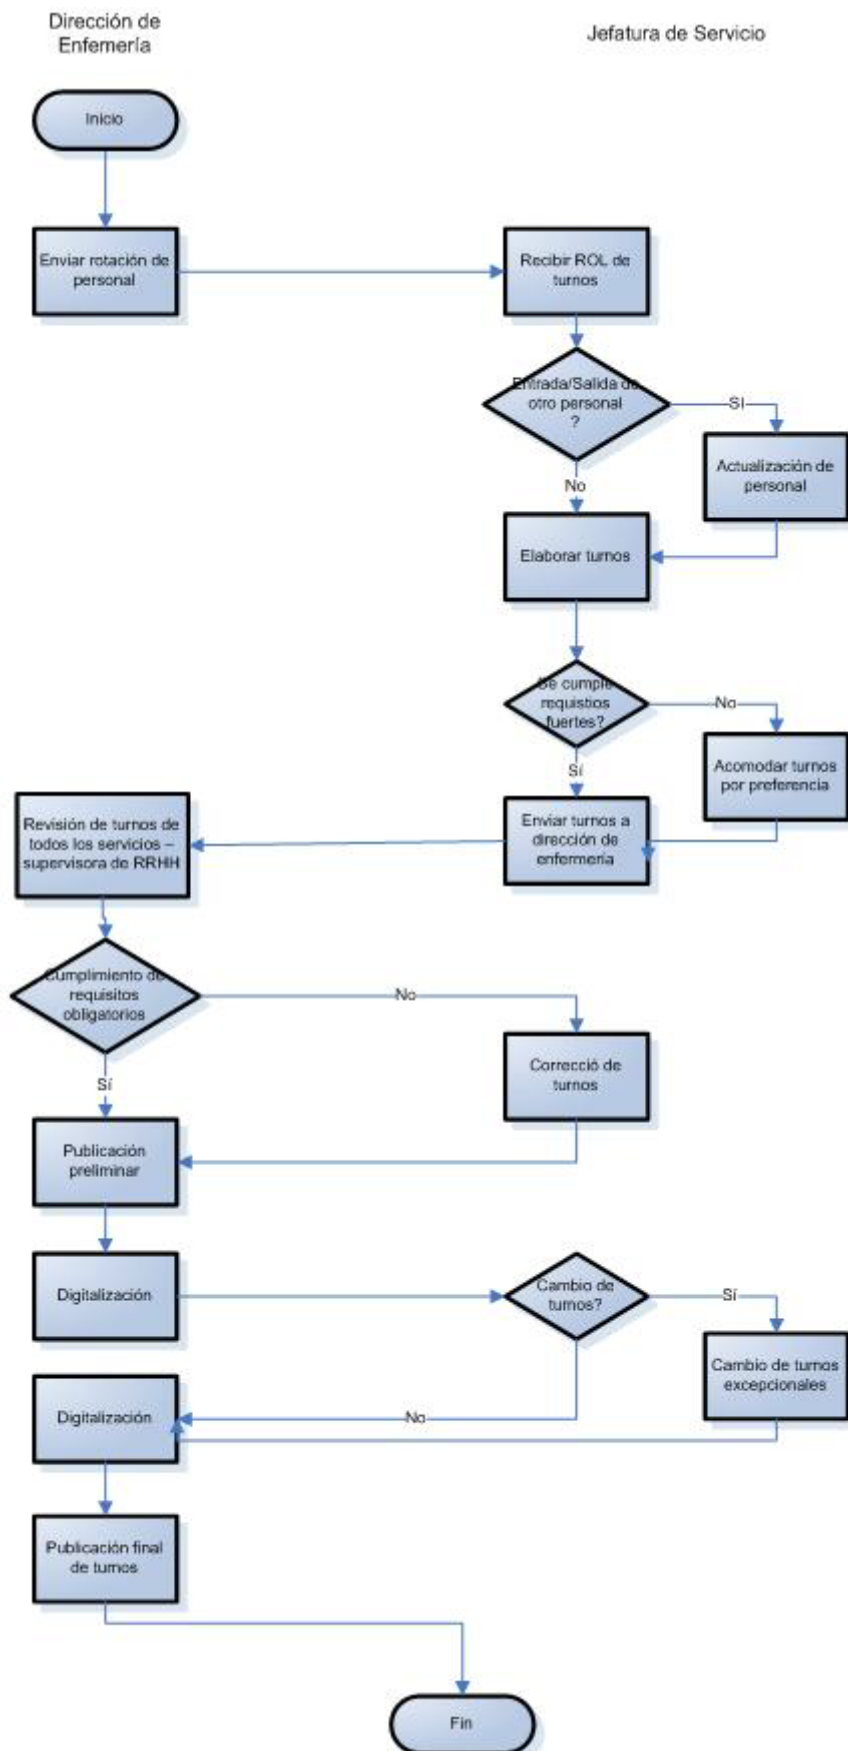 Dirección de
Enfemería
Jefatura de Servicio
Inicio
Enviar rotación de
personal
Recibir ROL de
turnos
Entrada/Salida de
otro personal
?
SI
Actualización de
personal
No
Elaborar turnos
Se cumple
requistios
fuertes?
No
Acomodar turnos
por preferencia
Sí
Enviar turnos a
dirección de
enfermería
Revisión de turnos de
todos los servicios –
supervisora de RRHH
Cumplimiento de
requisitos
obligatorios
No
Correcció de
turnos
Sí
Publicación
preliminar
Digitalización
Cambio de
turnos?
Sí
Cambio de turnos
excepcionales
Digitalización
No
Publicación final
de turnos
Fin